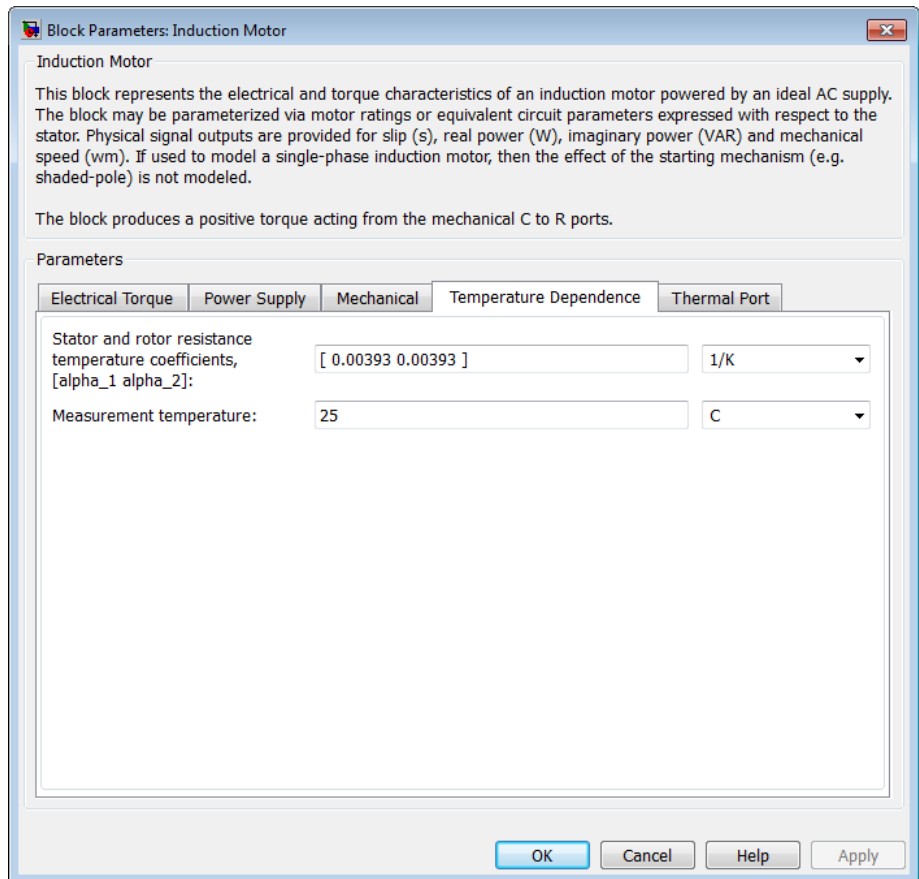 Block Parameters: Induction Motor
Induction Motor
This block represents the electrical and torque characteristics of an induction motor powered by an ideal AC supply.
The block may be parameterized via motor ratings or equivalent circuit parameters expressed with respect to the
stator. Physical signal outputs are provided for slip (s), real power (W), imaginary power (VAR) and mechanical
speed (wm). If used to model a single-phase induction motor, then the effect of the starting mechanism (e.g.
shaded-pole) is not modeled.
The block produces a positive torque acting from the mechanical C to R ports.
Parameters
Electrical Torque Power Supply Mechanical Temperature Dependence Thermal Port
Stator and rotor resistance
temperature coefficients, [ 0.00393 0.00393 ] 1/K
[alpha_1 alpha_2]:
Measurement temperature: 25 C
OK Cancel Help Apply